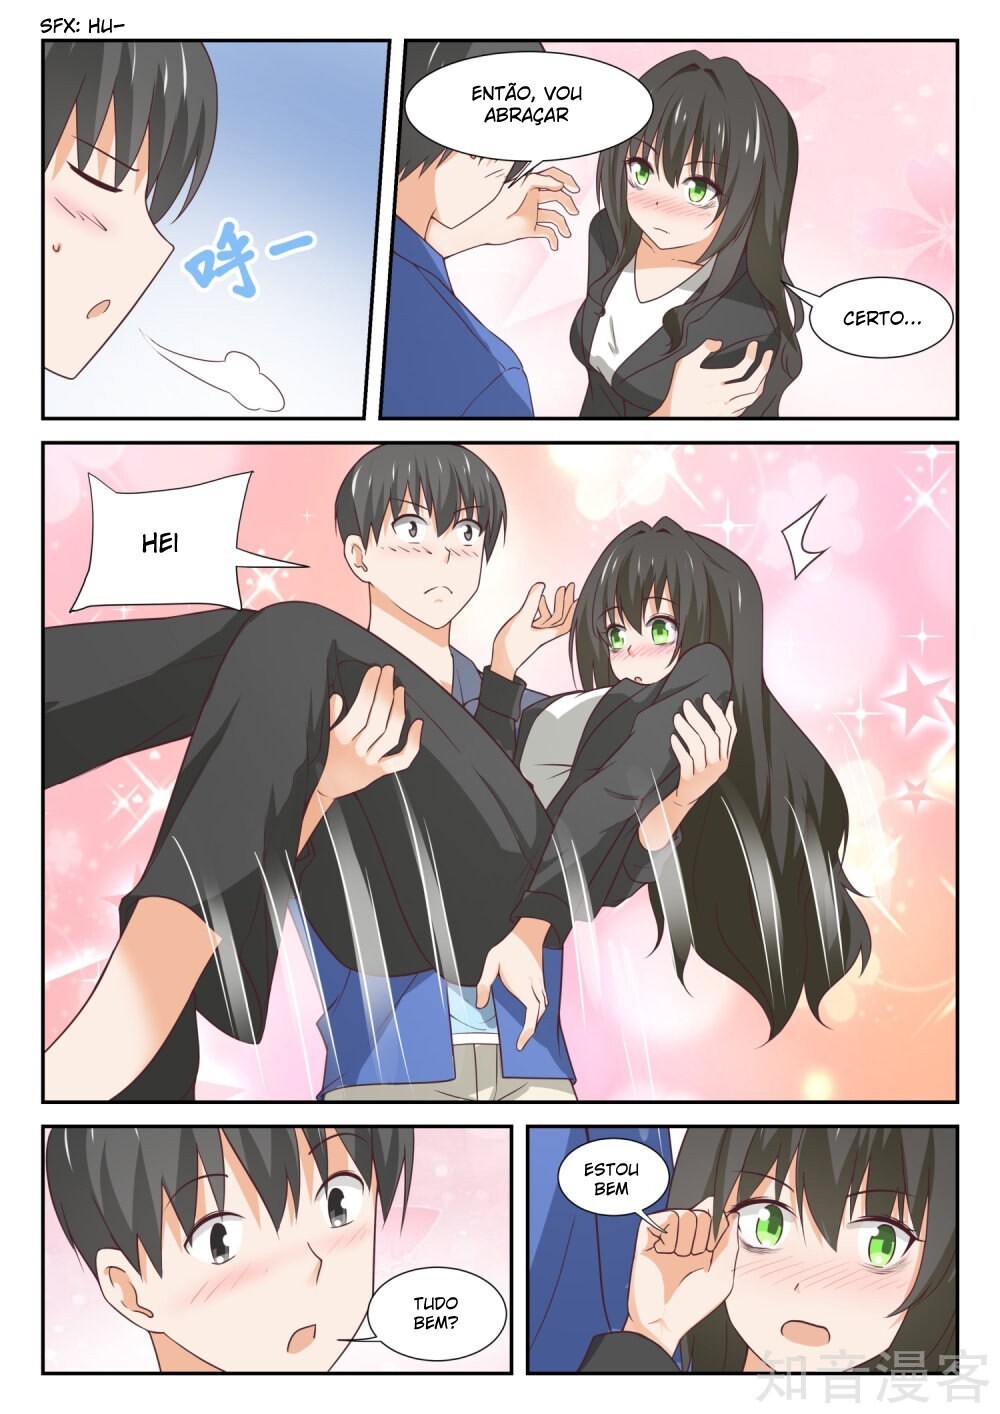 SFX: HU-
呼一
ENTÃO, VOU
ABRAÇAR
CERTO...
HEI
TUDO
BEM?
ESTOU
BEM
知音漫客